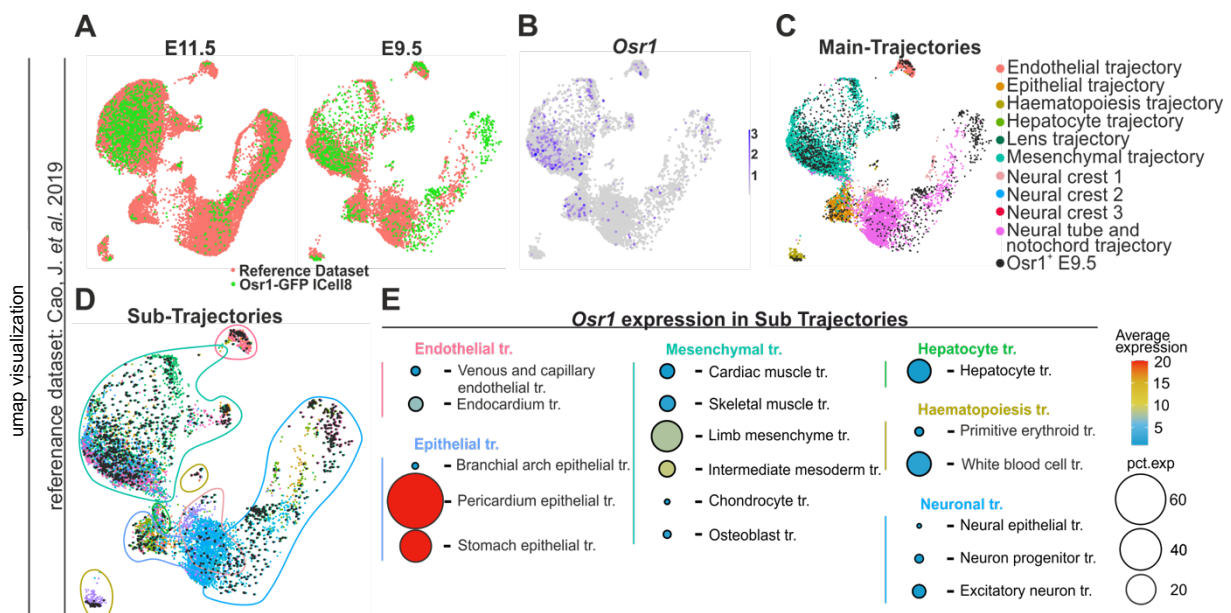 A
E11.5
E9.5
Reference Dataset
Osr1-GFP ICell8
B
Osr1
3
2
1
C
Main-Trajectories
Endothelial trajectory
Epithelial trajectory
Haematopoiesis trajectory
Hepatocyte trajectory
Lens trajectory
Mesenchymal trajectory
Neural crest 1
Neural crest 2
Neural crest 3
Neural tube and
notochord trajectory
Osr1⁺ E9.5
umap visualization
referenance dataset: Cao, J. et al. 2019
D
Sub-Trajectories
E
Osr1 expression in Sub Trajectories
Endothelial tr.
– Venous and capillary
endothelial tr.
– Endocardium tr.
Epithelial tr.
– Branchial arch epithelial tr.
– Pericardium epithelial tr.
– Stomach epithelial tr.
Mesenchymal tr.
– Cardiac muscle tr.
– Skeletal muscle tr.
– Limb mesenchyme tr.
– Intermediate mesoderm tr.
– Chondrocyte tr.
– Osteoblast tr.
Hepatocyte tr.
– Hepatocyte tr.
Haematopoiesis tr.
– Primitive erythroid tr.
– White blood cell tr.
Neuronal tr.
– Neural epithelial tr.
– Neuron progenitor tr.
– Excitatory neuron tr.
Average
expression
20
15
10
5
pct.exp
60
40
20